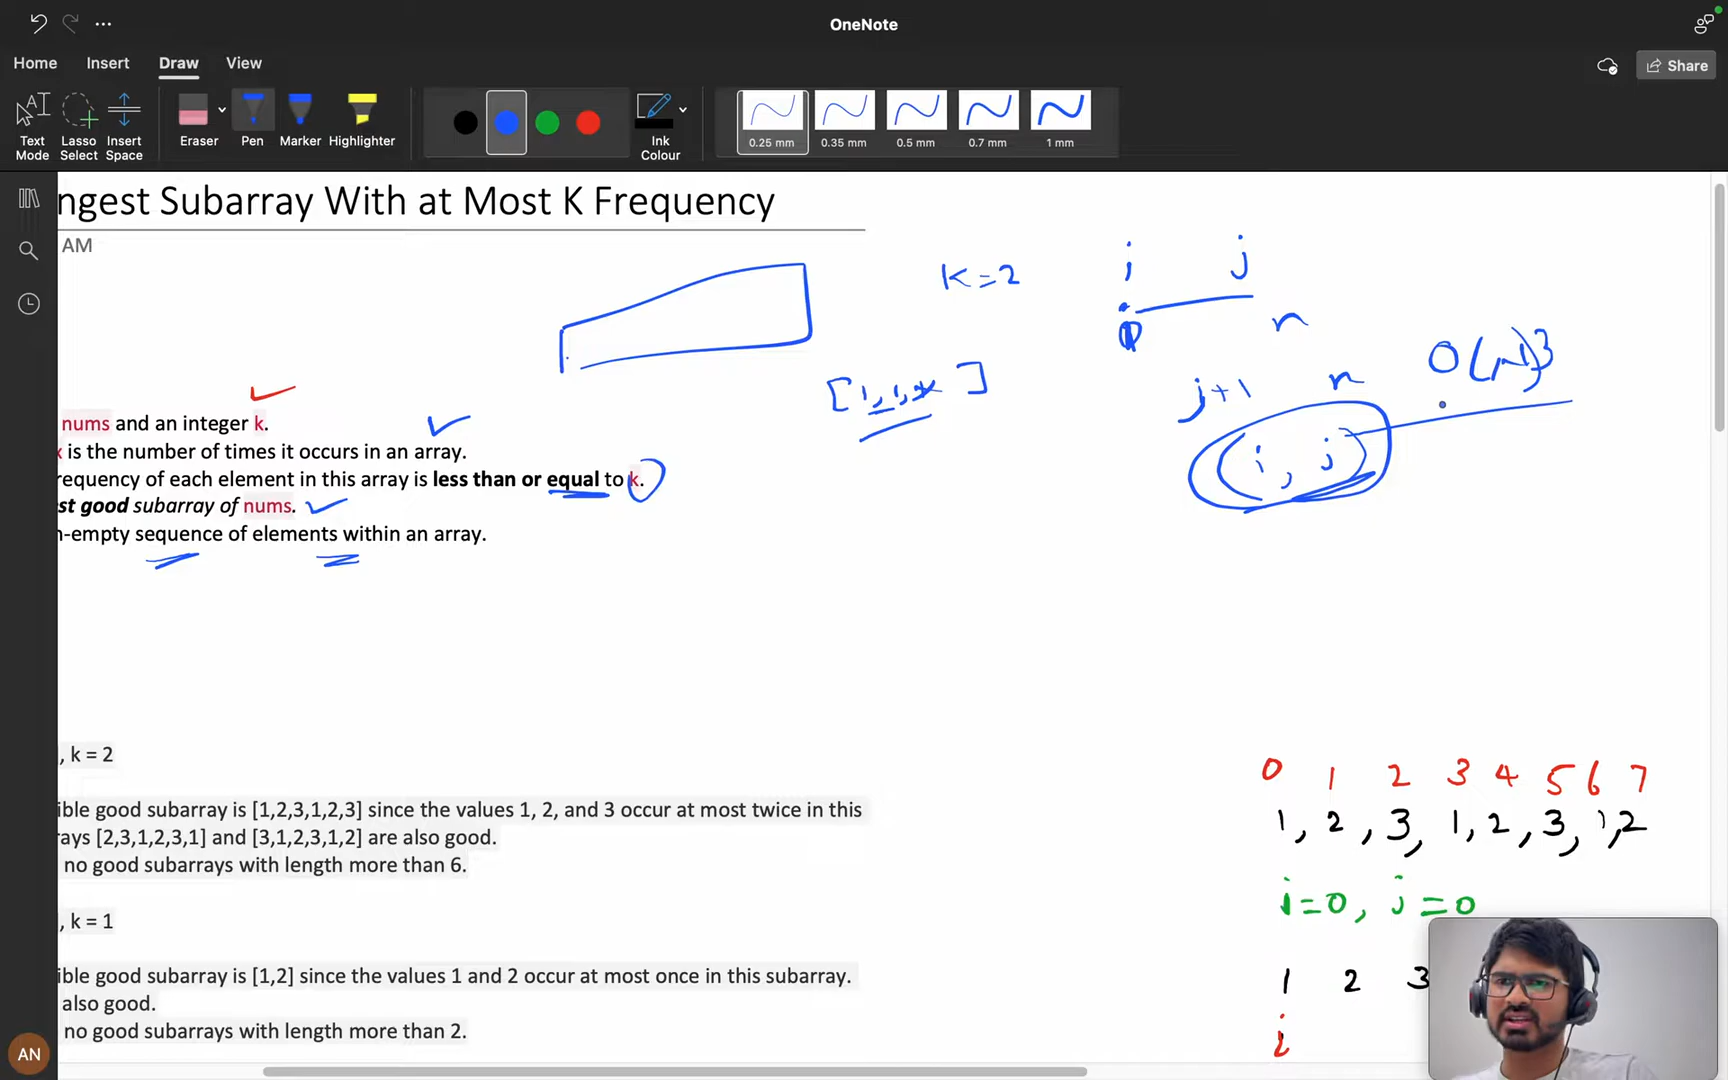 OneNote
Home Insert Draw View
Share
Text Mode
Lasso Select
Insert Space
Eraser
Pen
Marker
Highlighter
Ink Colour
0.25 mm
0.35 mm
0.5 mm
0.7 mm
1 mm
ngest Subarray With at Most K Frequency
AM
K=2
i j
n
O(n)3
j+1 n
[1,1,1]
(i, j)
nums and an integer k.
x is the number of times it occurs in an array.
requency of each element in this array is less than or equal to k.
st good subarray of nums.
n-empty sequence of elements within an array.
, k = 2
ible good subarray is [1,2,3,1,2,3] since the values 1, 2, and 3 occur at most twice in this
rays [2,3,1,2,3,1] and [3,1,2,3,1,2] are also good.
no good subarrays with length more than 6.
, k = 1
ible good subarray is [1,2] since the values 1 and 2 occur at most once in this subarray.
also good.
no good subarrays with length more than 2.
0 1 2 3 4 5 6 7
1, 2, 3, 1, 2, 3, 1, 2
i=0, j=0
1 2 3
i
AN